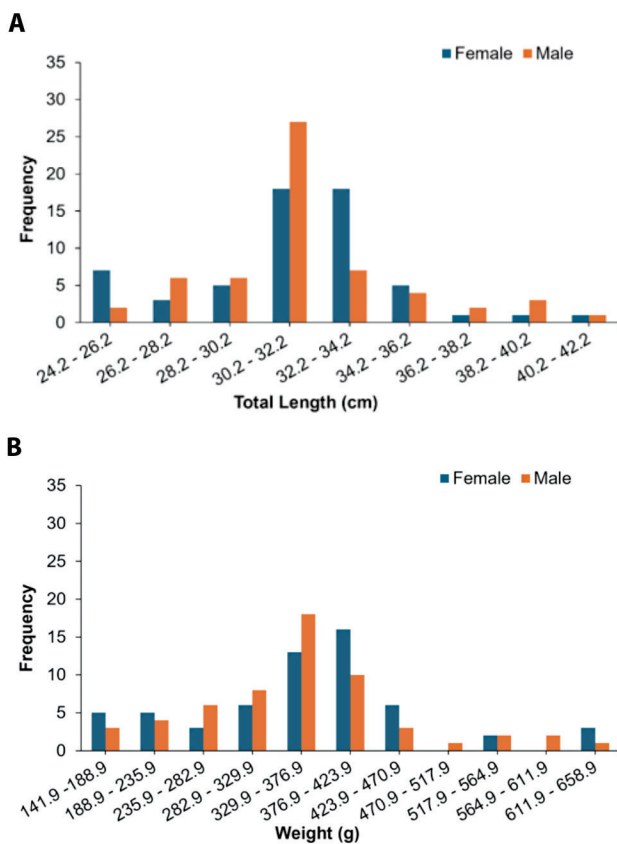 A
Female Male
35
30
25
20
15
10
5
0
Frequency
24.2 - 26.2
26.2 - 28.2
28.2 - 30.2
30.2 - 32.2
32.2 - 34.2
34.2 - 36.2
36.2 - 38.2
38.2 - 40.2
40.2 - 42.2
Total Length (cm)
B
Female Male
35
30
25
20
15
10
5
0
Frequency
141.9 -188.9
188.9 - 235.9
235.9 - 282.9
282.9 - 329.9
329.9 - 376.9
376.9 - 423.9
423.9 - 470.9
470.9 - 517.9
517.9 - 564.9
564.9 - 611.9
611.9 - 658.9
Weight (g)